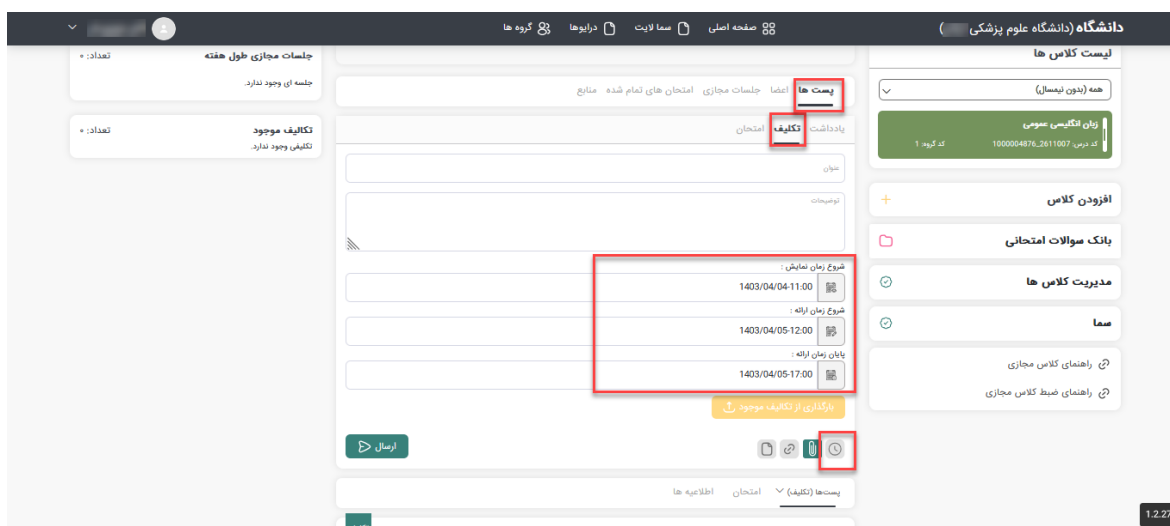 دانشگاه (دانشگاه علوم پزشکی )
صفحه اصلی
سما لایت
درایوها
گروه ها
لیست کلاس ها
همه (بدون نیمسال)
زبان انگلیسی عمومی
کد درس: 2611007_1000004876
کد گروه: 1
افزودن کلاس
بانک سوالات امتحانی
مدیریت کلاس ها
سما
راهنمای کلاس مجازی
راهنمای ضبط کلاس مجازی
پست ها اعضا جلسات مجازی امتحان های تمام شده منابع
یادداشت تکلیف امتحان
عنوان
توضیحات
شروع زمان نمایش :
1403/04/04-11:00
شروع زمان ارائه :
1403/04/05-12:00
پایان زمان ارائه :
1403/04/05-17:00
بارگذاری از تکالیف موجود
ارسال
پست‌ها (تکلیف) امتحان اطلاعیه ها
جلسات مجازی طول هفته
تعداد: ۰
جلسه ای وجود ندارد.
تکالیف موجود
تعداد: ۰
تکلیفی وجود ندارد.
1.2.27